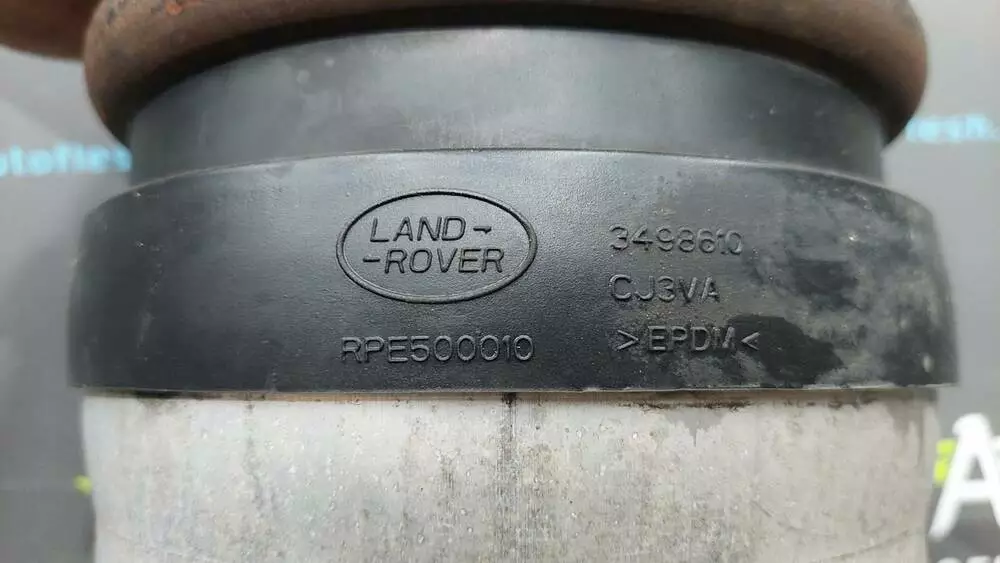 LAND-
-ROVER
3498610
CJ3VA
RPE500010
>EPDM<